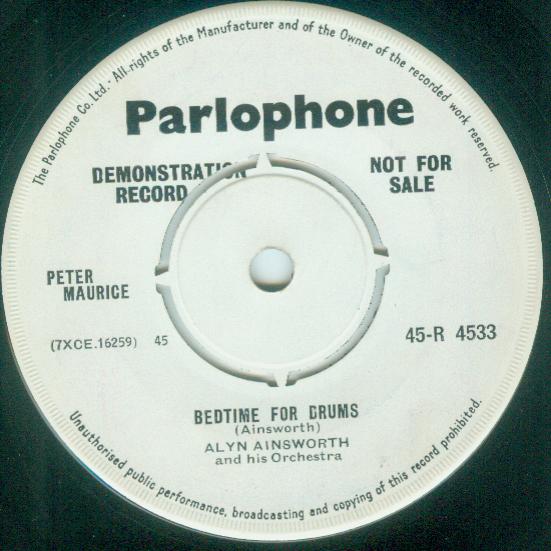 The Parlophone Co. Ltd. · All rights of the Manufacturer and of the Owner of the recorded work reserved.
Parlophone
DEMONSTRATION
RECORD
NOT FOR
SALE
PETER
MAURICE
(7XCE.16259) 45
45-R 4533
BEDTIME FOR DRUMS
(Ainsworth)
ALYN AINSWORTH
and his Orchestra
Unauthorised public performance, broadcasting and copying of this record prohibited.